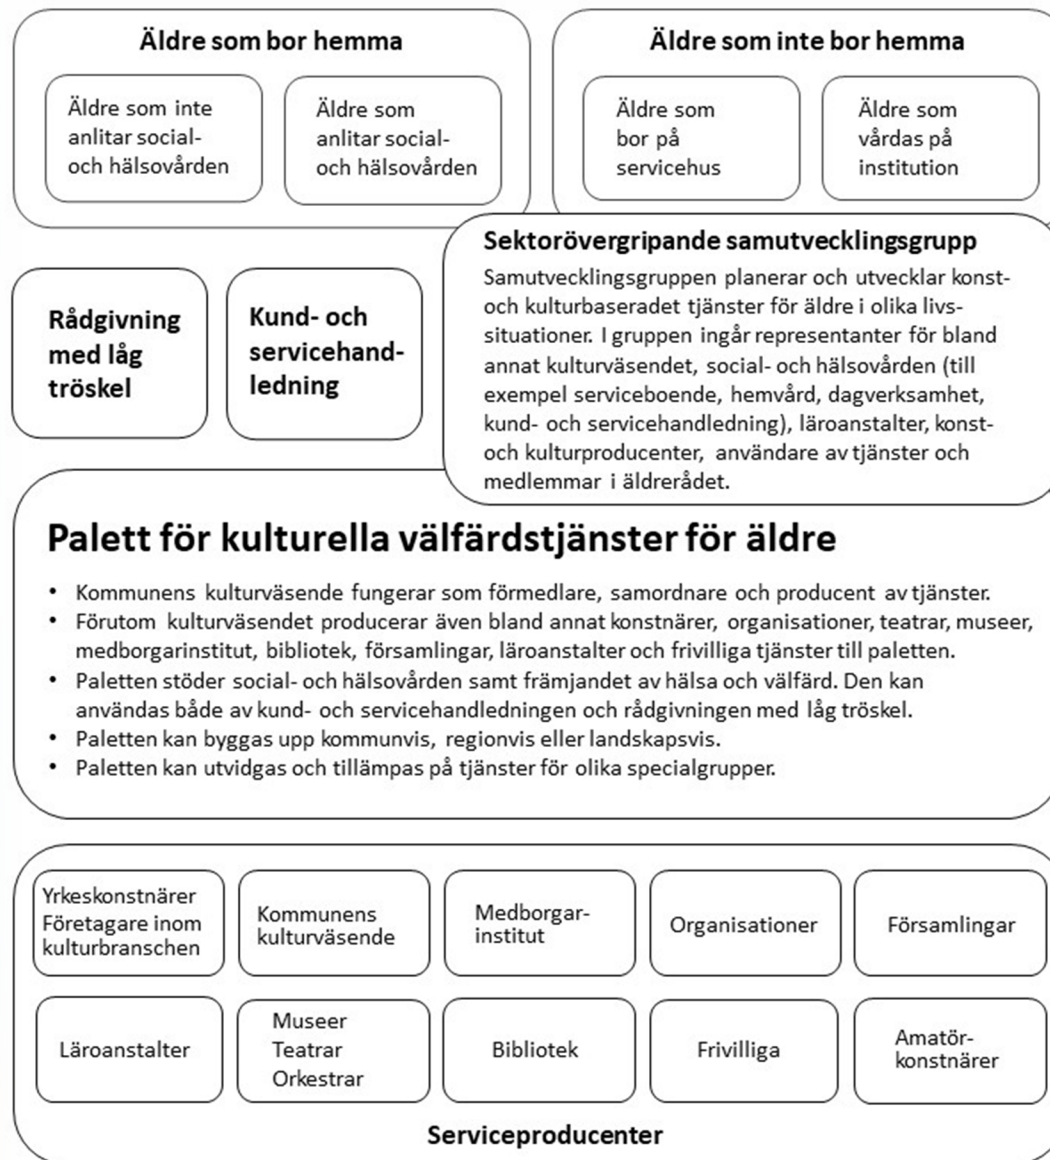 Äldre som bor hemma
Äldre som inte
anlitar social-
och hälsovården
Äldre som
anlitar social-
och hälsovården
Äldre som inte bor hemma
Äldre som
bor på
servicehus
Äldre som
vårdas på
institution
Rådgivning
med låg
tröskel
Kund- och
servicehand-
ledning
Sektorövergripande samutvecklingsgrupp
Samutvecklingsgruppen planerar och utvecklar konst-
och kulturbaseradet tjänster för äldre i olika livs-
situationer. I gruppen ingår representanter för bland
annat kulturväsendet, social- och hälsovården (till
exempel serviceboende, hemvård, dagverksamhet,
kund- och servicehandledning), läroanstalter, konst-
och kulturproducenter, användare av tjänster och
medlemmar i äldrerådet.
Palett för kulturella välfärdstjänster för äldre
• Kommunens kulturväsende fungerar som förmedlare, samordnare och producent av tjänster.
• Förutom kulturväsendet producerar även bland annat konstnärer, organisationer, teatrar, museer,
medborgarinstitut, bibliotek, församlingar, läroanstalter och frivilliga tjänster till paletten.
• Paletten stöder social- och hälsovården samt främjandet av hälsa och välfärd. Den kan
användas både av kund- och servicehandledningen och rådgivningen med låg tröskel.
• Paletten kan byggas upp kommunvis, regionvis eller landskapsvis.
• Paletten kan utvidgas och tillämpas på tjänster för olika specialgrupper.
Yrkeskonstnärer
Företagare inom
kulturbranschen
Kommunens
kulturväsende
Medborgar-
institut
Organisationer
Församlingar
Läroanstalter
Museer
Teatrar
Orkestrar
Bibliotek
Frivilliga
Amatör-
konstnärer
Serviceproducenter